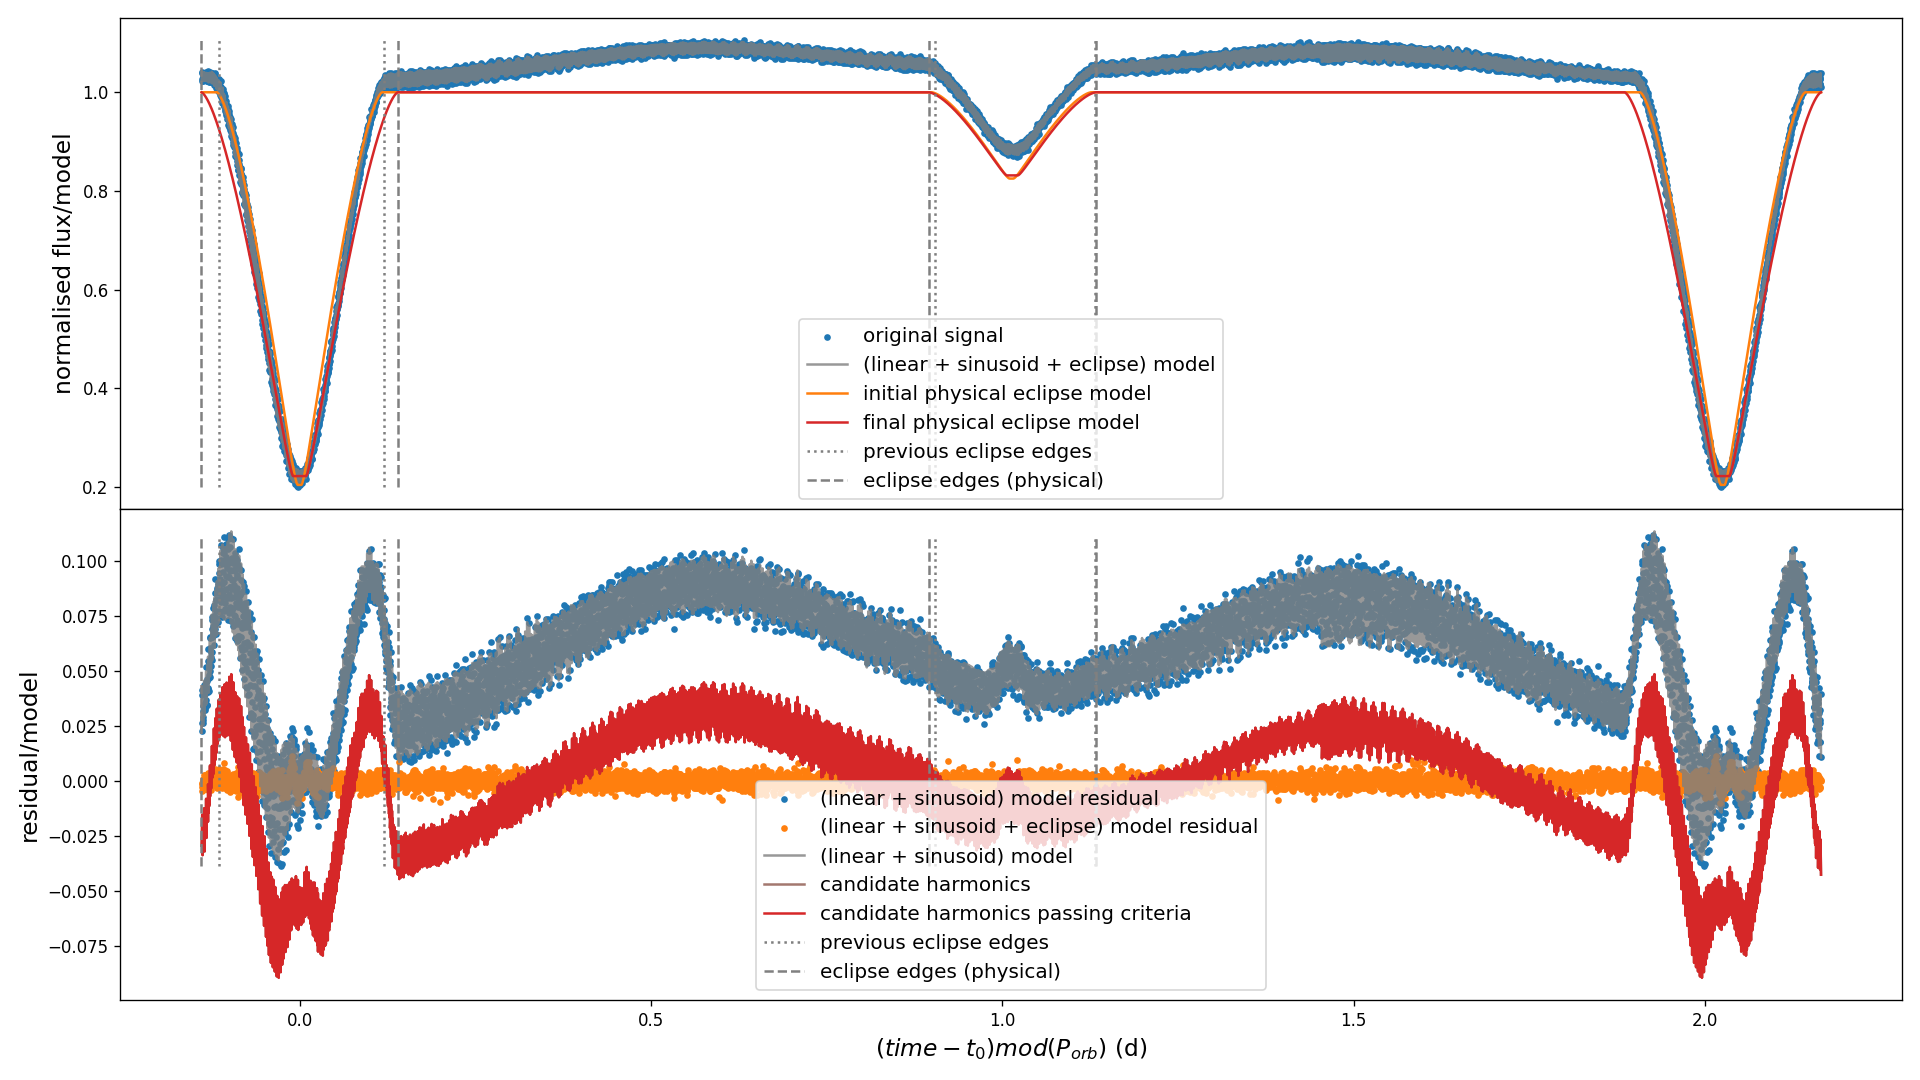 normalised flux/model
1.0
0.8
0.6
0.4
0.2
original signal
(linear + sinusoid + eclipse) model
initial physical eclipse model
final physical eclipse model
previous eclipse edges
eclipse edges (physical)
residual/model
0.100
0.075
0.050
0.025
0.000
−0.025
−0.050
−0.075
(linear + sinusoid) model residual
(linear + sinusoid + eclipse) model residual
(linear + sinusoid) model
candidate harmonics
candidate harmonics passing criteria
previous eclipse edges
eclipse edges (physical)
0.0 0.5 1.0 1.5 2.0
(time − t₀)mod(P_orb) (d)